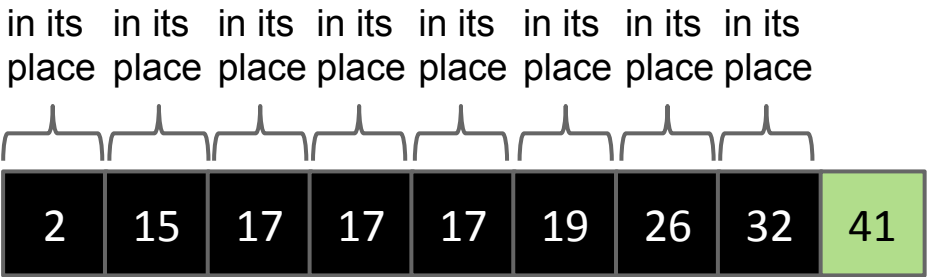 in its in its in its in its in its in its in its in its
place place place place place place place place
2 15 17 17 17 19 26 32 41